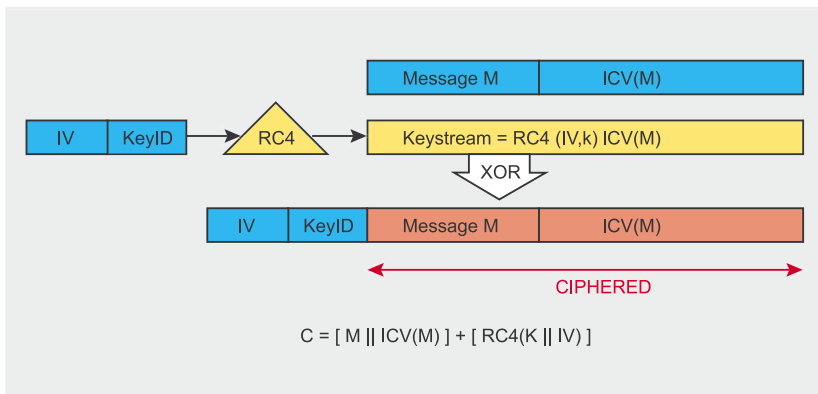 Message M ICV(M)
IV KeyID RC4 Keystream = RC4 (IV,k) ICV(M)
XOR
IV KeyID Message M ICV(M)
CIPHERED
C = [ M || ICV(M) ] + [ RC4(K || IV) ]